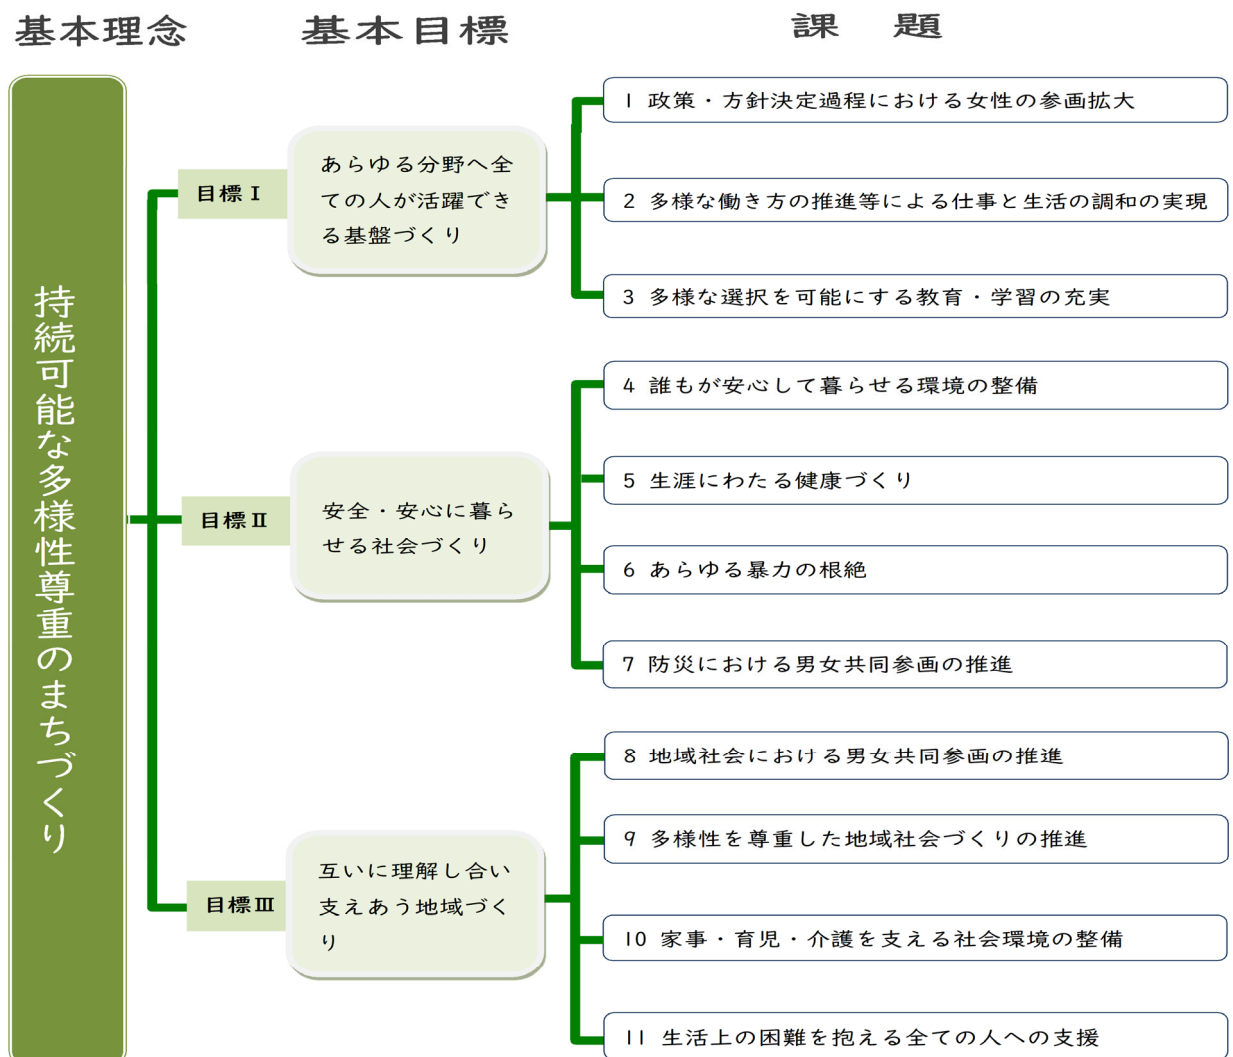 基本理念
基本目標
課題
持続可能な多様性尊重のまちづくり
目標Ⅰ
あらゆる分野へ全
ての人が活躍でき
る基盤づくり
1 政策・方針決定過程における女性の参画拡大
2 多様な働き方の推進等による仕事と生活の調和の実現
3 多様な選択を可能にする教育・学習の充実
目標Ⅱ
安全・安心に暮ら
せる社会づくり
4 誰もが安心して暮らせる環境の整備
5 生涯にわたる健康づくり
6 あらゆる暴力の根絶
7 防災における男女共同参画の推進
目標Ⅲ
互いに理解し合い
支えあう地域づく
り
8 地域社会における男女共同参画の推進
9 多様性を尊重した地域社会づくりの推進
10 家事・育児・介護を支える社会環境の整備
11 生活上の困難を抱える全ての人への支援